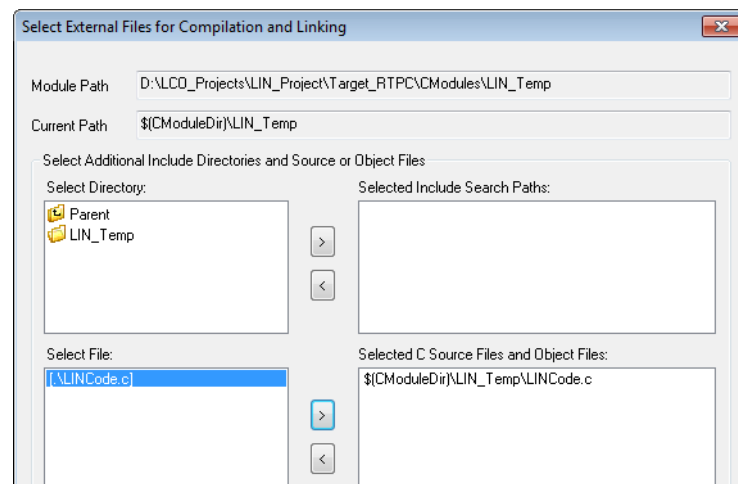 Select External Files for Compilation and Linking
Module Path D:\LCO_Projects\LIN_Project\Target_RTPC\CModules\LIN_Temp
Current Path $(CModuleDir)\LIN_Temp
Select Additional Include Directories and Source or Object Files
Select Directory: Selected Include Search Paths:
Parent
LIN_Temp
>
<
Select File: Selected C Source Files and Object Files:
[.\LINCode.c] $(CModuleDir)\LIN_Temp\LINCode.c
>
<